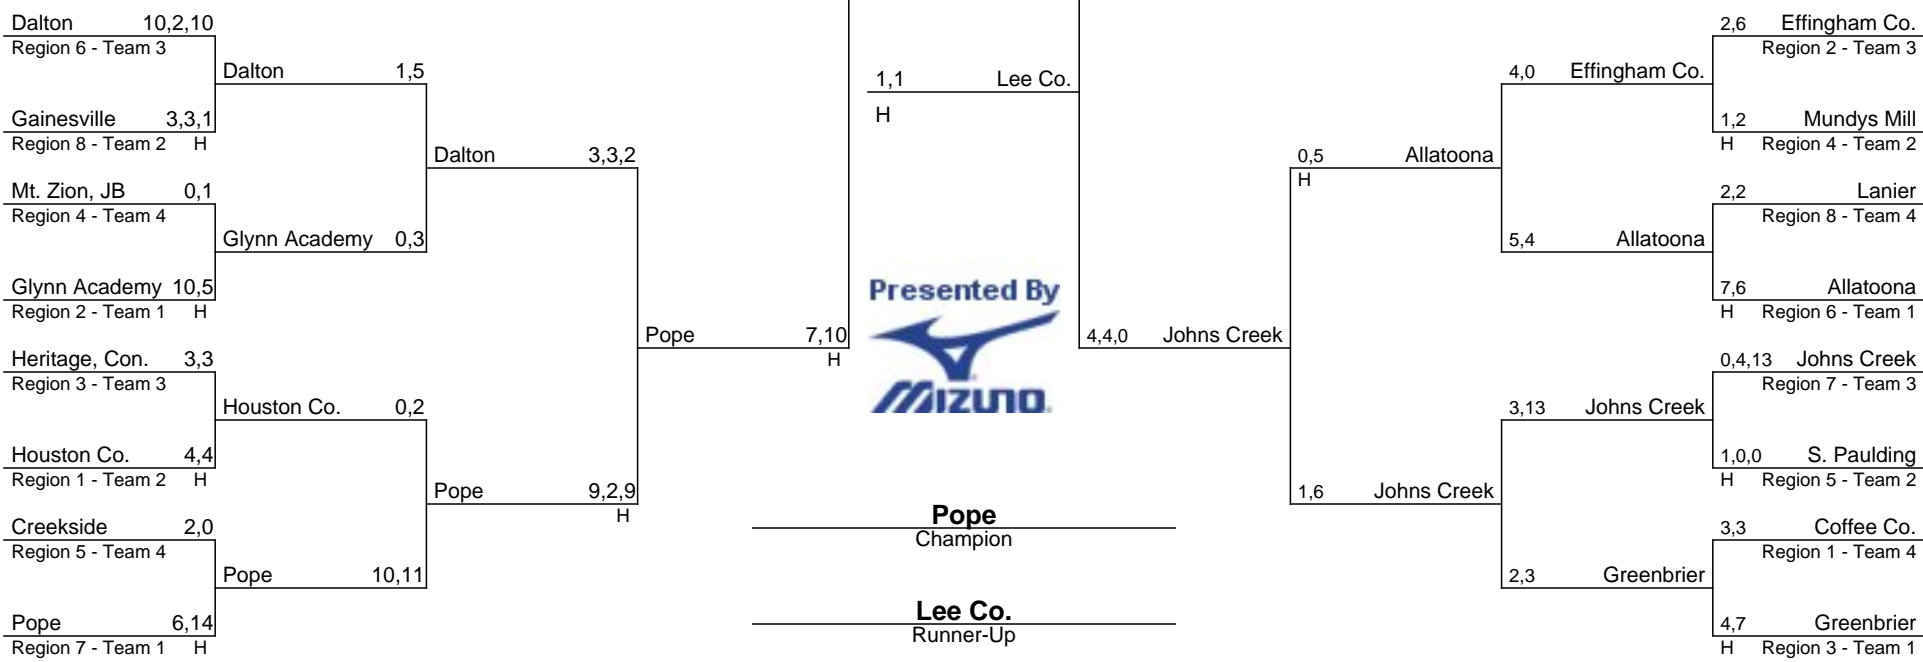 Dalton 10,2,10
Region 6 - Team 3
Gainesville 3,3,1
Region 8 - Team 2 H
Mt. Zion, JB 0,1
Region 4 - Team 4
Glynn Academy 10,5
Region 2 - Team 1 H
Heritage, Con. 3,3
Region 3 - Team 3
Houston Co. 4,4
Region 1 - Team 2 H
Creekside 2,0
Region 5 - Team 4
Pope 6,14
Region 7 - Team 1 H
Dalton 1,5
Glynn Academy 0,3
Houston Co. 0,2
Pope 10,11
Dalton 3,3,2
Pope 9,2,9
H
Pope 7,10
H
1,1 Lee Co.
H
Presented By
MIZUNO
Pope
Champion
Lee Co.
Runner-Up
4,4,0 Johns Creek
0,5 Allatoona
H
1,6 Johns Creek
4,0 Effingham Co.
5,4 Allatoona
3,13 Johns Creek
2,3 Greenbrier
2,6 Effingham Co.
Region 2 - Team 3
1,2 Mundys Mill
H Region 4 - Team 2
2,2 Lanier
Region 8 - Team 4
7,6 Allatoona
H Region 6 - Team 1
0,4,13 Johns Creek
Region 7 - Team 3
1,0,0 S. Paulding
H Region 5 - Team 2
3,3 Coffee Co.
Region 1 - Team 4
4,7 Greenbrier
H Region 3 - Team 1